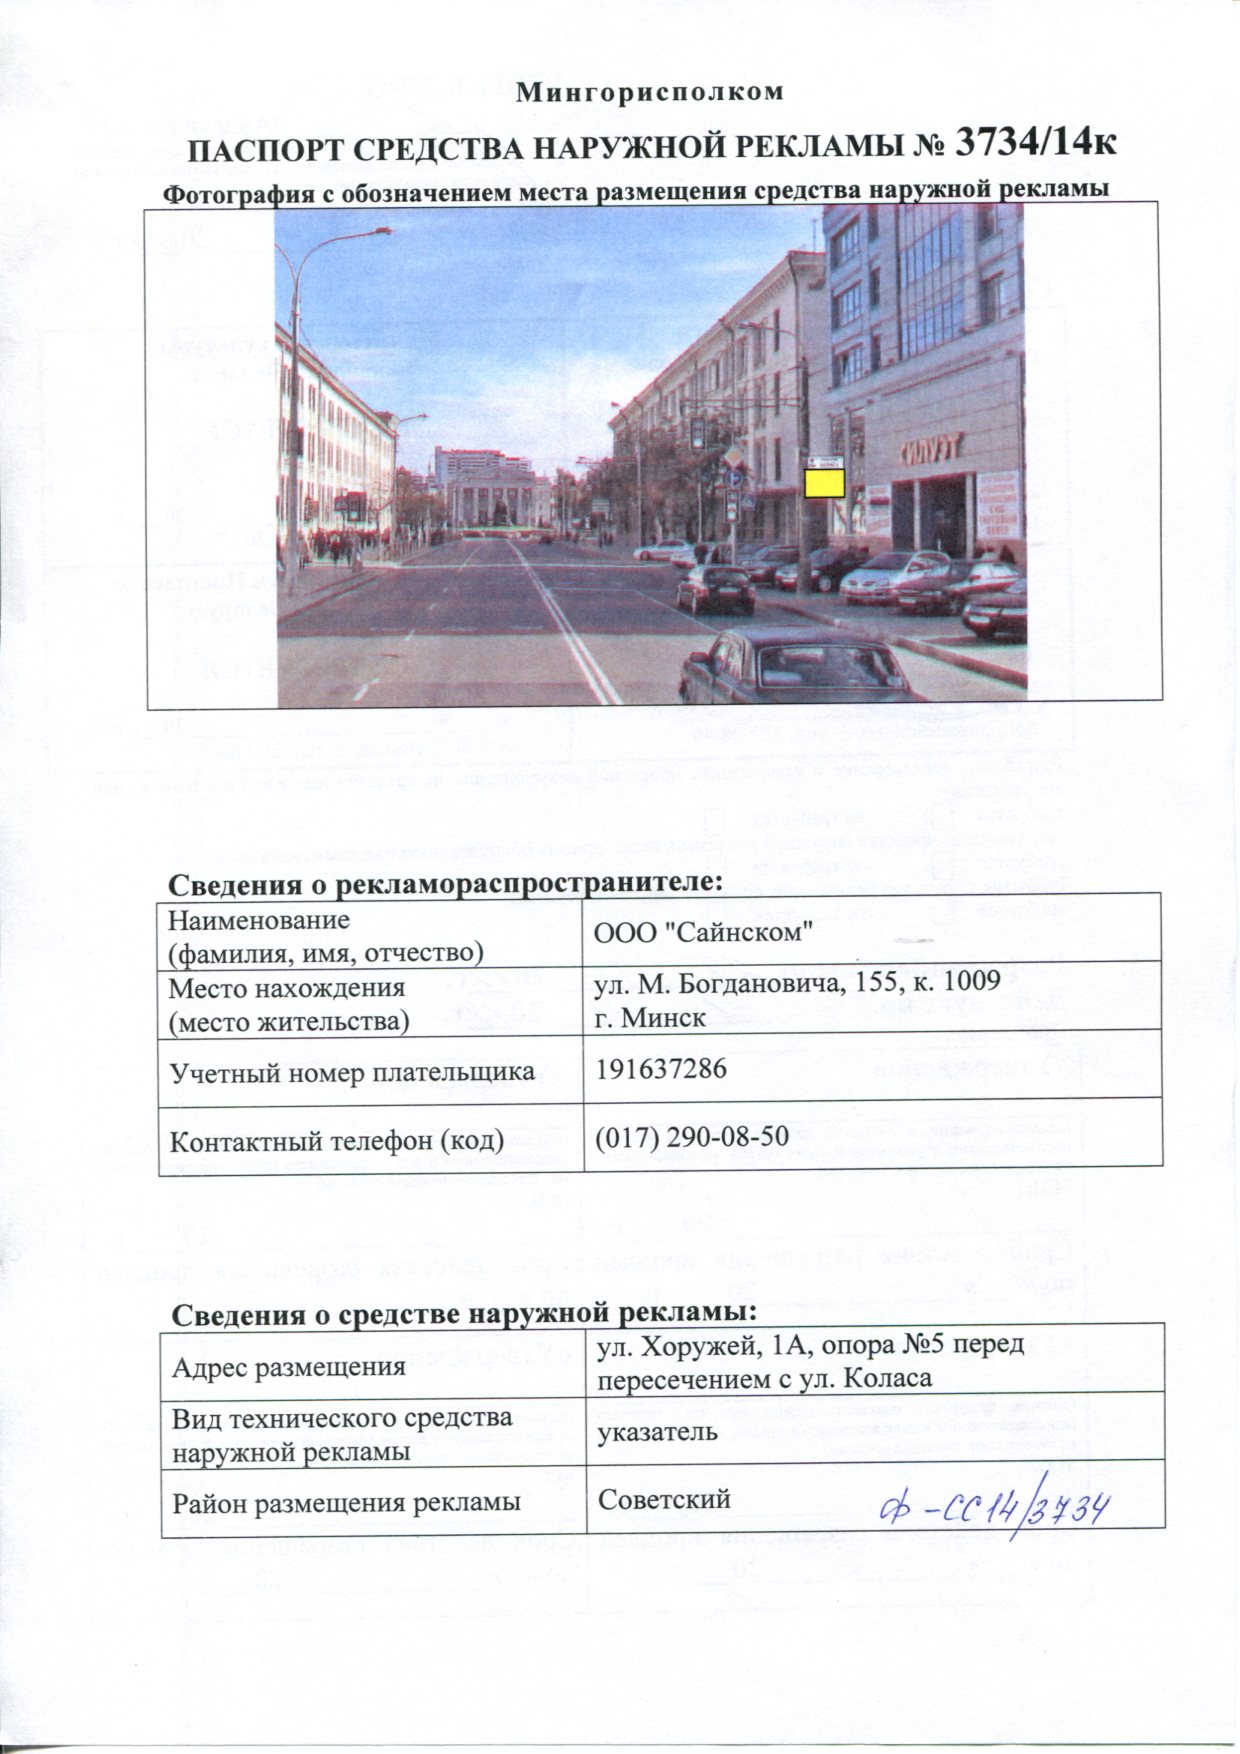 Мингорисполком
ПАСПОРТ СРЕДСТВА НАРУЖНОЙ РЕКЛАМЫ № 3734/14к
Фотография с обозначением места размещения средства наружной рекламы
СИЛУЭТ
Сведения о рекламораспространителе:
Наименование
(фамилия, имя, отчество)
ООО "Сайнском"
Место нахождения
(место жительства)
ул. М. Богдановича, 155, к. 1009
г. Минск
Учетный номер плательщика
191637286
Контактный телефон (код)
(017) 290-08-50
Сведения о средстве наружной рекламы:
Адрес размещения
ул. Хоружей, 1А, опора №5 перед
пересечением с ул. Коласа
Вид технического средства
наружной рекламы
указатель
Район размещения рекламы
Советский
Ф-СС14/3734